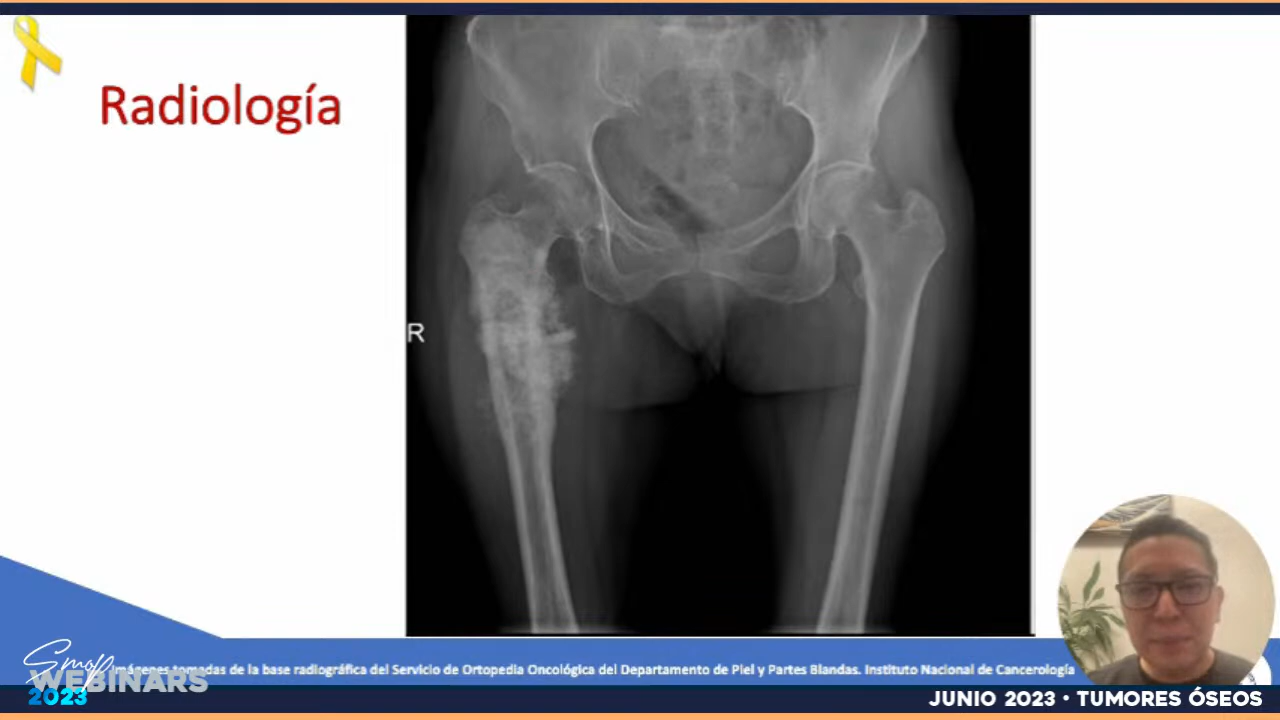 Radiología
R
Imágenes tomadas de la base radiográfica del Servicio de Ortopedia Oncológica del Departamento de Piel y Partes Blandas. Instituto Nacional de Cancerología
Smop
WEBINARS
2023
JUNIO 2023 • TUMORES ÓSEOS